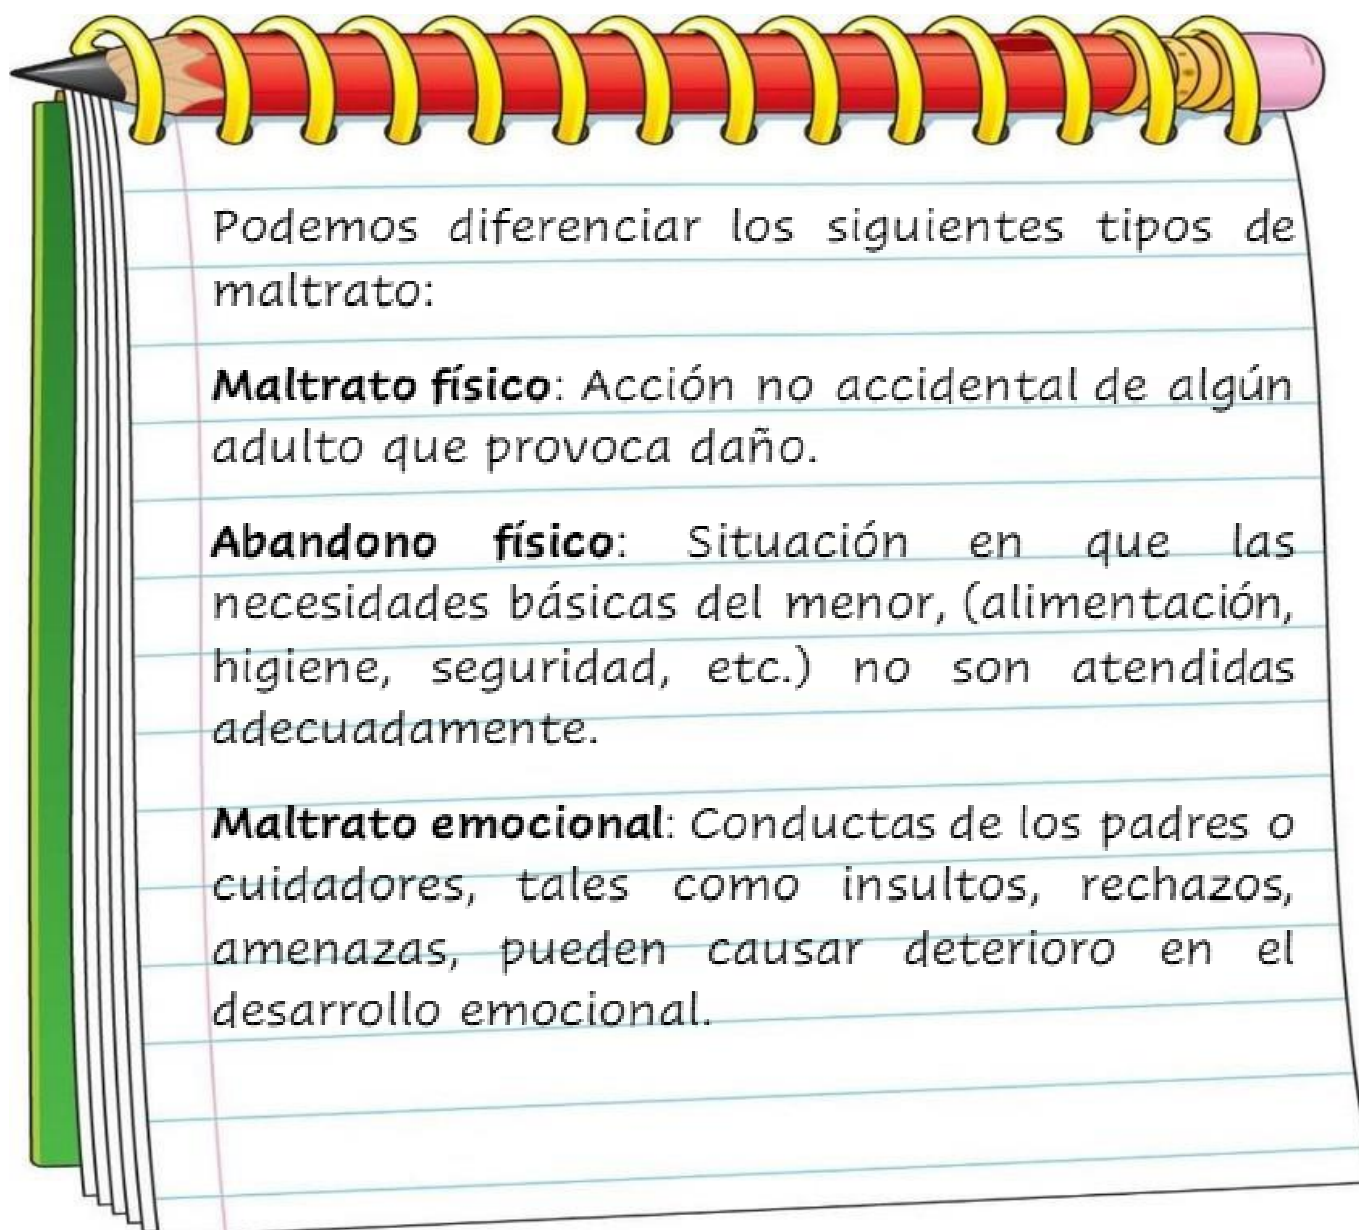 Podemos diferenciar los siguientes tipos de
maltrato:
Maltrato físico: Acción no accidental de algún
adulto que provoca daño.
Abandono físico: Situación en que las
necesidades básicas del menor, (alimentación,
higiene, seguridad, etc.) no son atendidas
adecuadamente.
Maltrato emocional: Conductas de los padres o
cuidadores, tales como insultos, rechazos,
amenazas, pueden causar deterioro en el
desarrollo emocional.